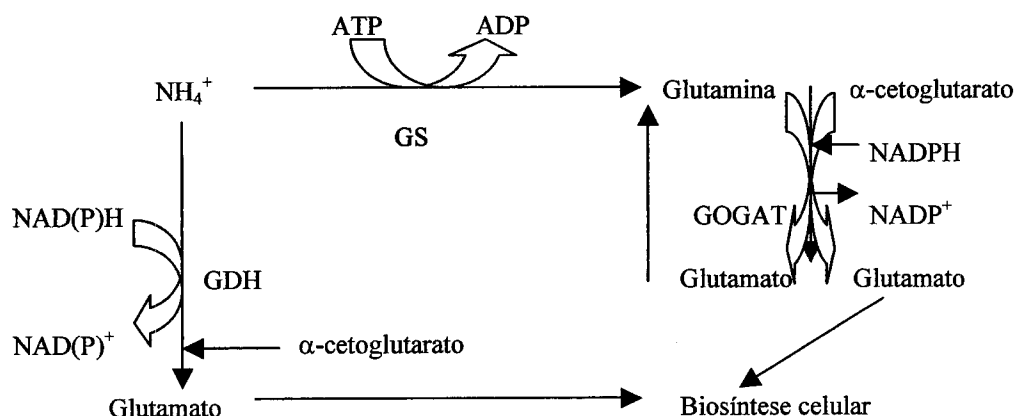 ATP ADP
NH₄⁺ Glutamina α-cetoglutarato
GS
NADPH
NAD(P)H GOGAT NADP⁺
GDH Glutamato Glutamato
NAD(P)⁺ α-cetoglutarato
Glutamato Biosíntese celular